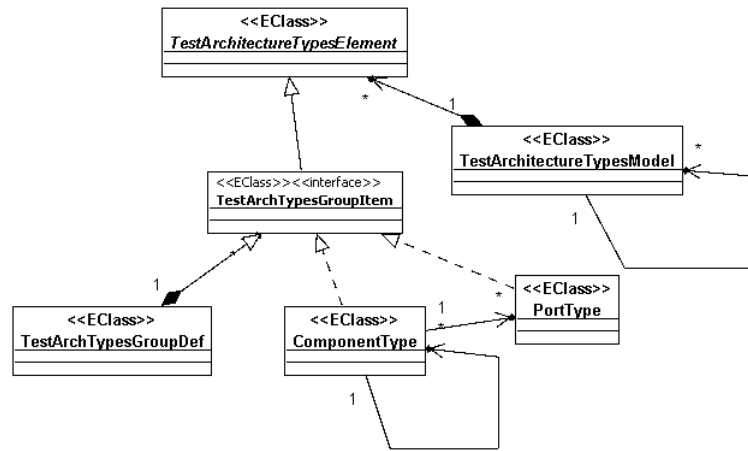 <<EClass>>
TestArchitectureTypesElement
*
1
<<EClass>>
TestArchitectureTypesModel
*
1
<<EClass>><<interface>>
TestArchTypesGroupItem
*
1
<<EClass>>
TestArchTypesGroupDef
<<EClass>>
ComponentType
1
*
*
<<EClass>>
PortType
1